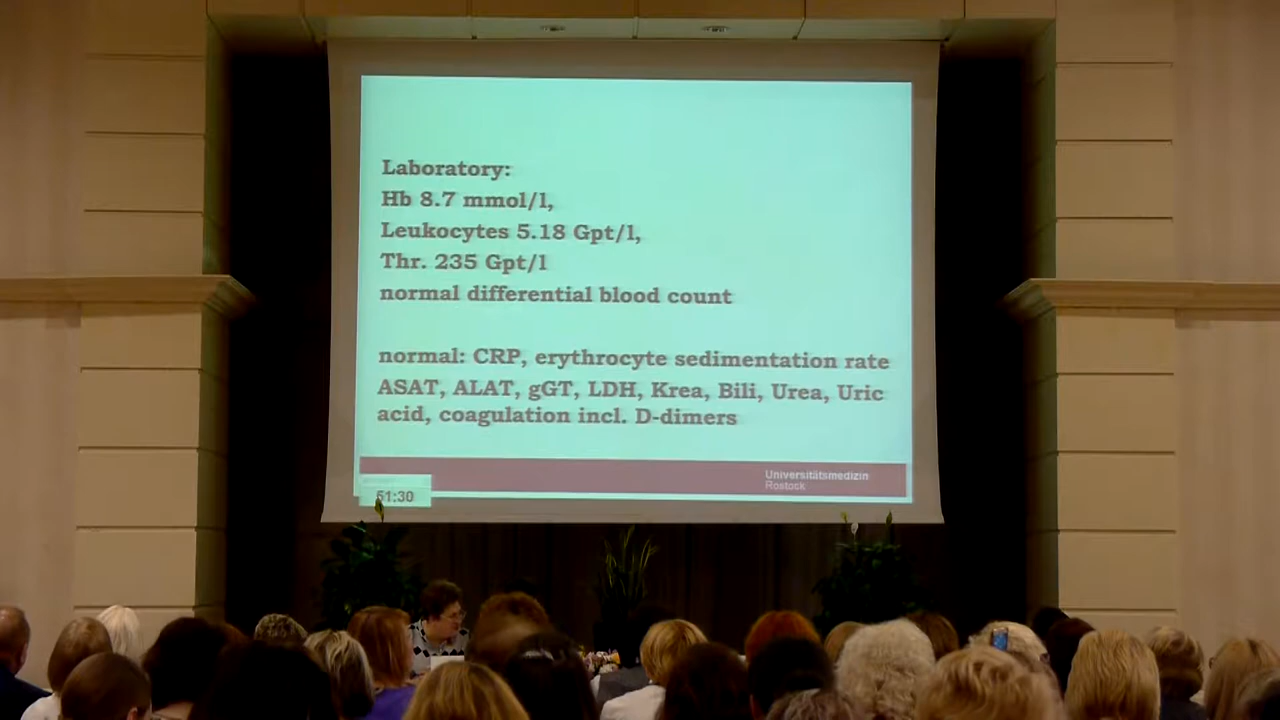 Laboratory:
Hb 8.7 mmol/l,
Leukocytes 5.18 Gpt/l,
Thr. 235 Gpt/l
normal differential blood count
normal: CRP, erythrocyte sedimentation rate
ASAT, ALAT, gGT, LDH, Krea, Bili, Urea, Uric
acid, coagulation incl. D-dimers
Universitätsmedizin
Rostock
51:30